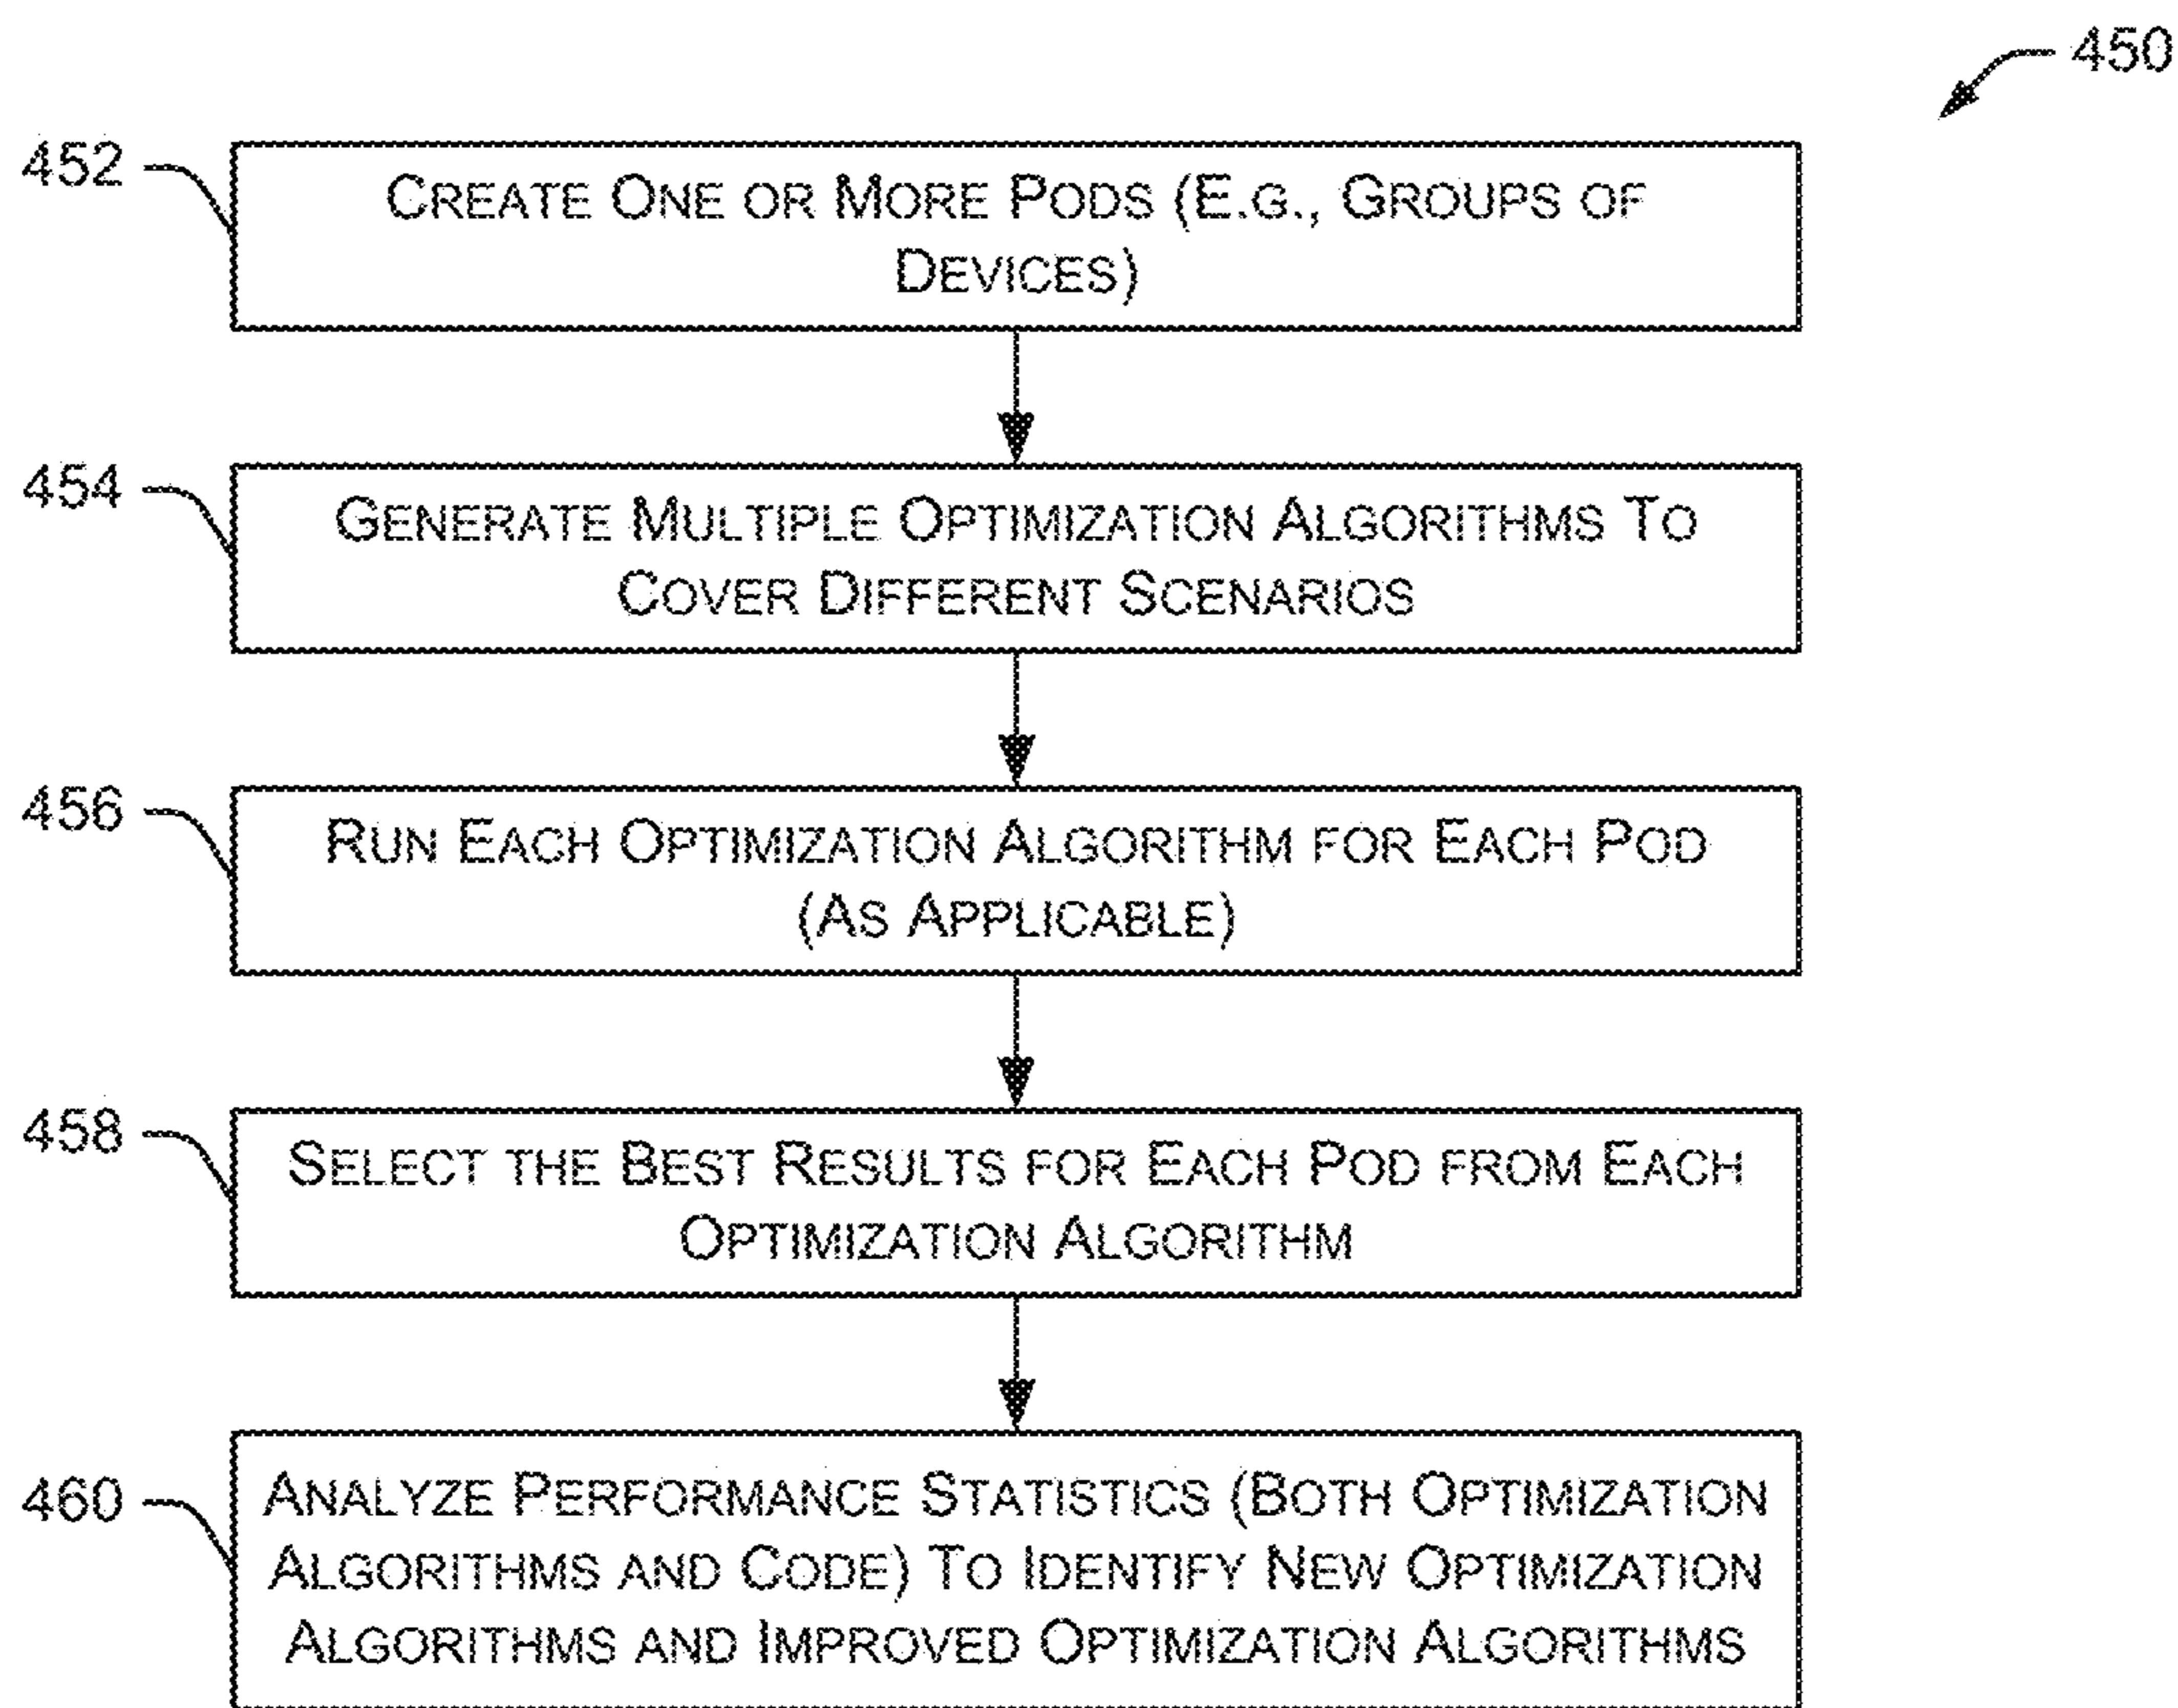 450
452
CREATE ONE OR MORE PODS (E.G., GROUPS OF
DEVICES)
454
GENERATE MULTIPLE OPTIMIZATION ALGORITHMS TO
COVER DIFFERENT SCENARIOS
456
RUN EACH OPTIMIZATION ALGORITHM FOR EACH POD
(AS APPLICABLE)
458
SELECT THE BEST RESULTS FOR EACH POD FROM EACH
OPTIMIZATION ALGORITHM
460
ANALYZE PERFORMANCE STATISTICS (BOTH OPTIMIZATION
ALGORITHMS AND CODE) TO IDENTIFY NEW OPTIMIZATION
ALGORITHMS AND IMPROVED OPTIMIZATION ALGORITHMS